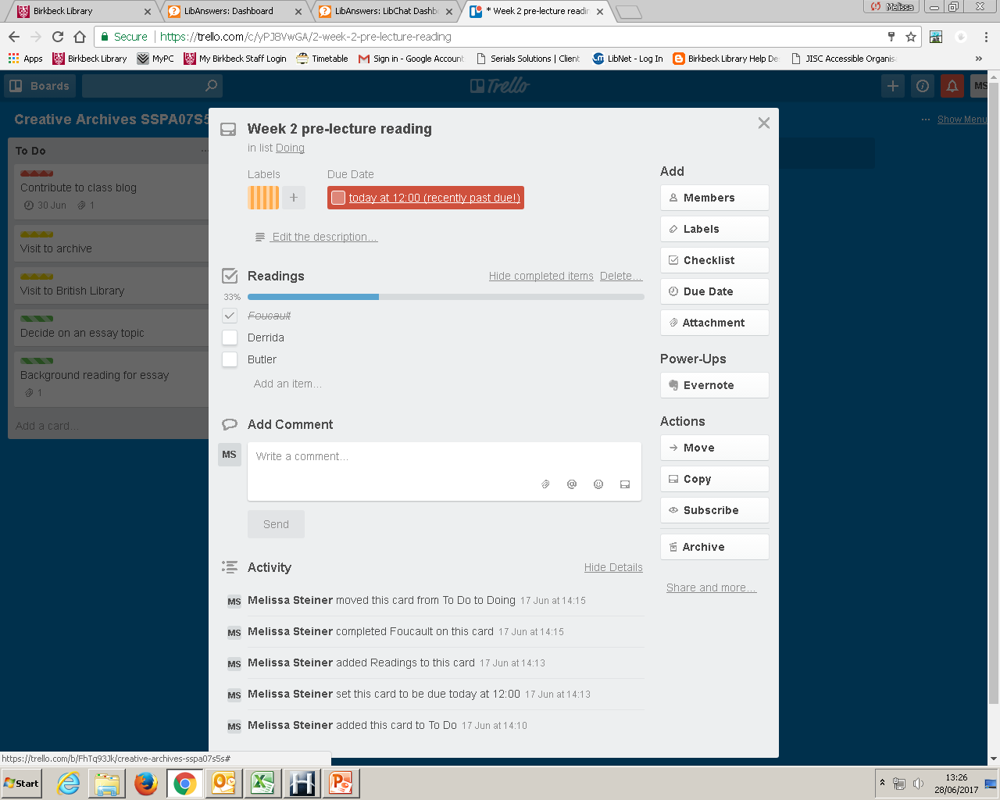 Birkbeck Library
LibAnswers: Dashboard
LibAnswers: LibChat Dashb
* Week 2 pre-lecture readin
Melissa
Secure
https://trello.com/c/yPJ8VwGA/2-week-2-pre-lecture-reading
Apps
Birkbeck Library
MyPC
My Birkbeck Staff Login
Timetable
Sign in - Google Account
Serials Solutions | Client
LibNet - Log In
Birkbeck Library Help De
JISC Accessible Organis
»
Boards
Trello
MS
Creative Archives SSPA07S5
... Show Menu
To Do
Contribute to class blog
30 Jun 1
Visit to archive
Visit to British Library
Decide on an essay topic
Background reading for essay
1
Add a card...
Week 2 pre-lecture reading
in list Doing
Labels
Due Date
+
today at 12:00 (recently past due!)
Edit the description...
Readings
Hide completed items
Delete...
33%
Foucault
Derrida
Butler
Add an item...
Add Comment
MS
Write a comment...
@
Send
Activity
Hide Details
MS Melissa Steiner moved this card from To Do to Doing 17 Jun at 14:15
MS Melissa Steiner completed Foucault on this card 17 Jun at 14:15
MS Melissa Steiner added Readings to this card 17 Jun at 14:13
MS Melissa Steiner set this card to be due today at 12:00 17 Jun at 14:13
MS Melissa Steiner added this card to To Do 17 Jun at 14:10
Add
Members
Labels
Checklist
Due Date
Attachment
Power-Ups
Evernote
Actions
Move
Copy
Subscribe
Archive
Share and more...
https://trello.com/b/FhTq93Jk/creative-archives-sspa07s5s#
Start
13:26
28/06/2017